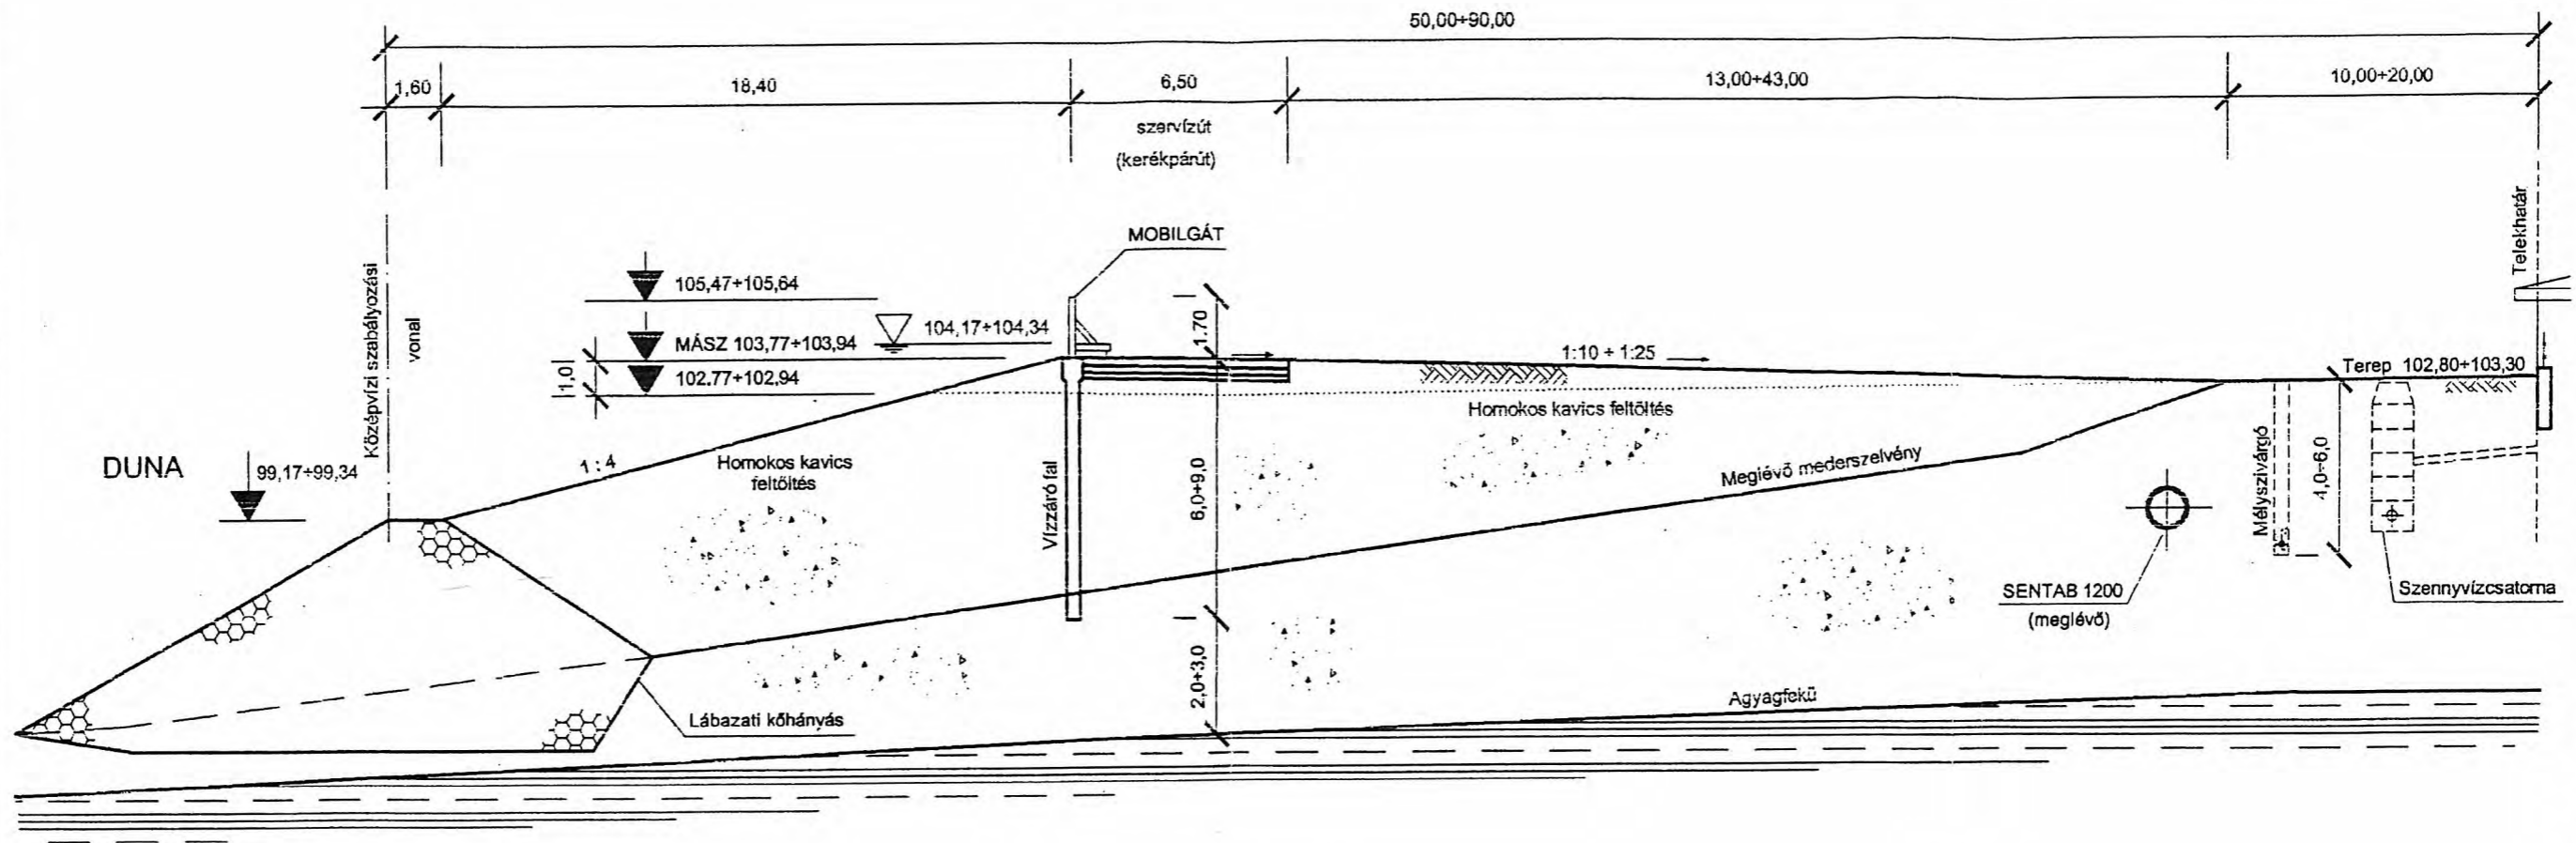 50,00÷90,00
1,60
18,40
6,50
13,00÷43,00
10,00÷20,00
szervízút
(kerékpárút)
MOBILGÁT
Telekhatár
Középvízi szabályozási
vonal
105,47÷105,64
104,17÷104,34
MÁSZ 103,77÷103,94
102.77÷102,94
1,0
1.70
1:10 ÷ 1:25
Terep 102,80÷103,30
Homokos kavics feltöltés
DUNA
99,17÷99,34
1 : 4
Homokos kavics
feltöltés
Vízzáró fal
6,0÷9,0
Meglévő mederszelvény
Mélyszivárgó
4,0÷6,0
SENTAB 1200
(meglévő)
Szennyvízcsatorna
2,0÷3,0
Lábazati kőhányás
Agyagfekü